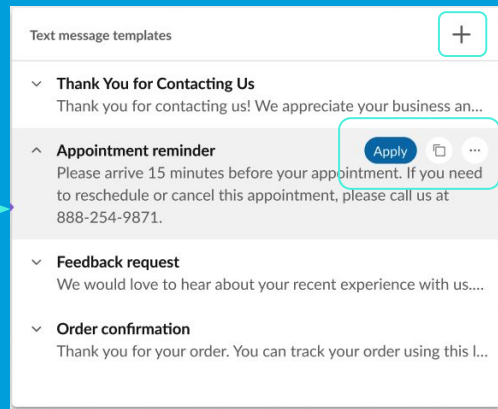 Text message templates
Thank You for Contacting Us
Thank you for contacting us! We appreciate your business an...
Appointment reminder
Apply
Please arrive 15 minutes before your appointment. If you need
to reschedule or cancel this appointment, please call us at
888-254-9871.
Feedback request
We would love to hear about your recent experience with us....
Order confirmation
Thank you for your order. You can track your order using this l...